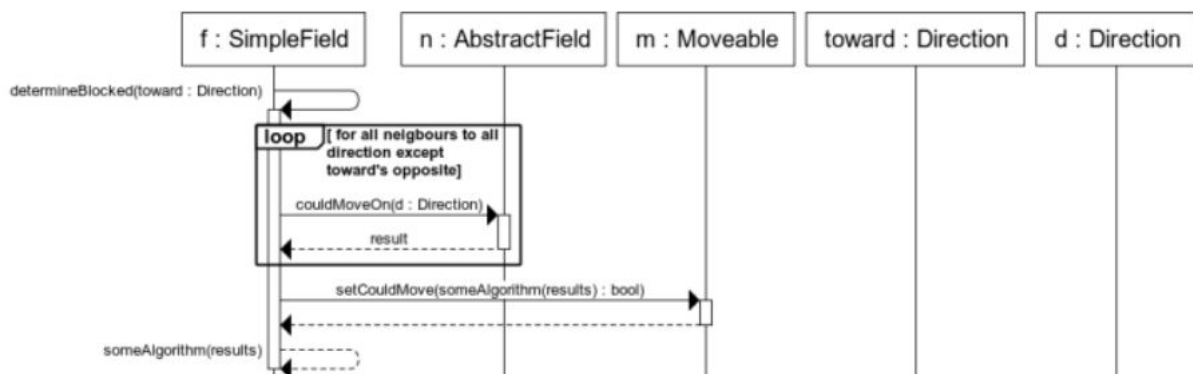 f : SimpleField
n : AbstractField
m : Moveable
toward : Direction
d : Direction
determineBlocked(toward : Direction)
loop
[ for all neigbours to all
direction except
toward's opposite]
couldMoveOn(d : Direction)
result
setCouldMove(someAlgorithm(results) : bool)
someAlgorithm(results)